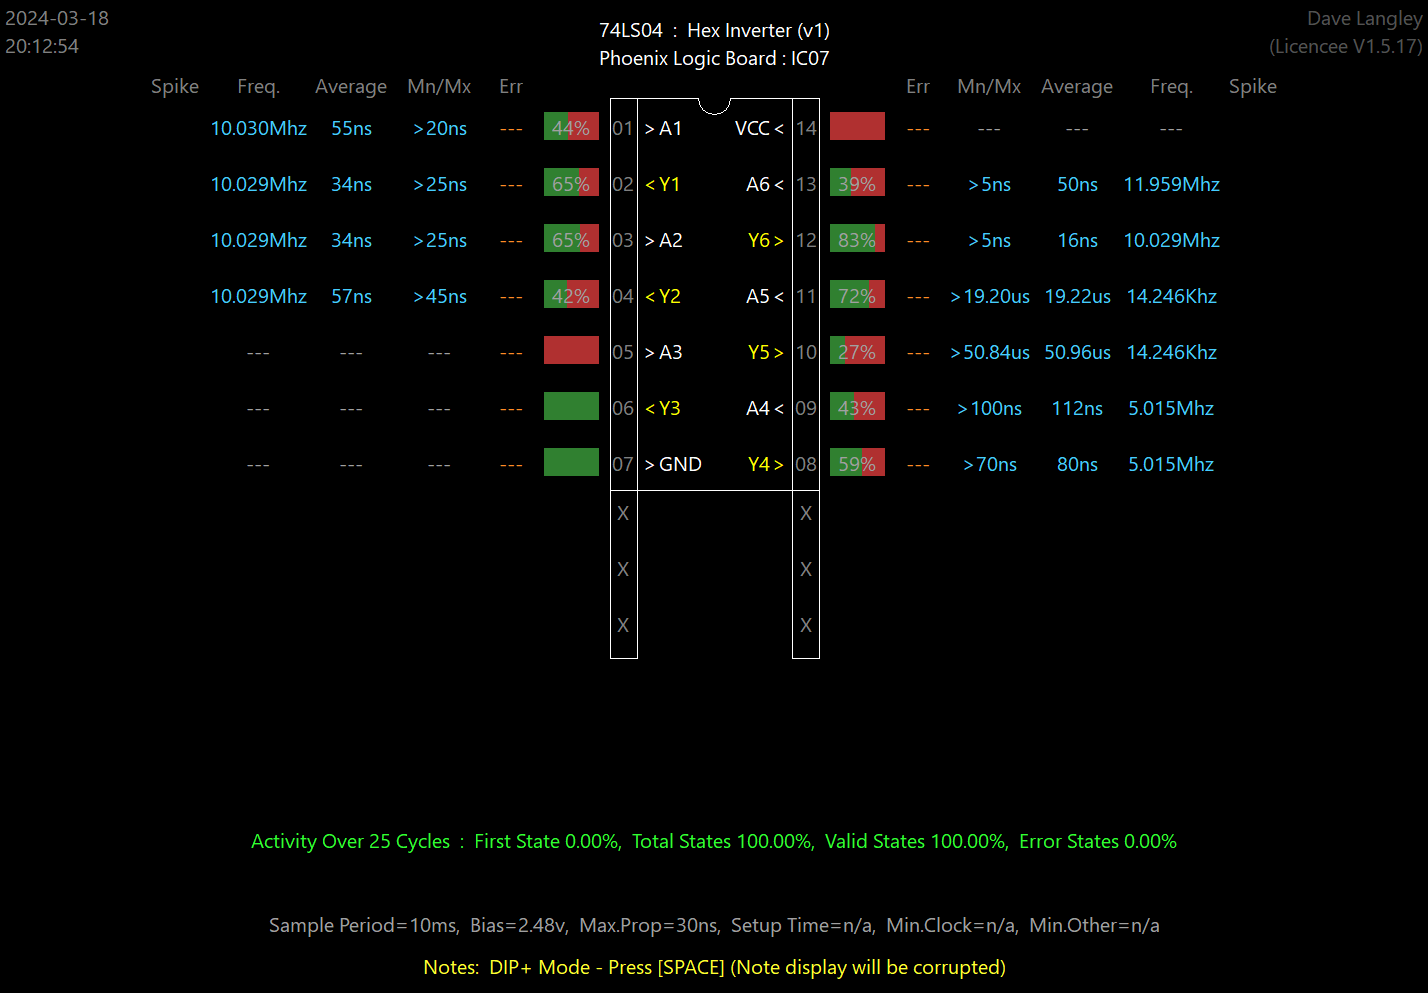 2024-03-18 74LS04 : Hex Inverter (v1) Dave Langley
20:12:54 Phoenix Logic Board : IC07 (Licencee V1.5.17)
Spike Freq. Average Mn/Mx Err Err Mn/Mx Average Freq. Spike
10.030Mhz 55ns >20ns --- 44% 01 > A1 VCC < 14 --- --- --- ---
10.029Mhz 34ns >25ns --- 65% 02 < Y1 A6 < 13 39% --- >5ns 50ns 11.959Mhz
10.029Mhz 34ns >25ns --- 65% 03 > A2 Y6 > 12 83% --- >5ns 16ns 10.029Mhz
10.029Mhz 57ns >45ns --- 42% 04 < Y2 A5 < 11 72% --- >19.20us 19.22us 14.246Khz
--- --- --- --- 05 > A3 Y5 > 10 27% --- >50.84us 50.96us 14.246Khz
--- --- --- --- 06 < Y3 A4 < 09 43% --- >100ns 112ns 5.015Mhz
--- --- --- --- 07 > GND Y4 > 08 59% --- >70ns 80ns 5.015Mhz
X X
X X
X X
Activity Over 25 Cycles : First State 0.00%, Total States 100.00%, Valid States 100.00%, Error States 0.00%
Sample Period=10ms, Bias=2.48v, Max.Prop=30ns, Setup Time=n/a, Min.Clock=n/a, Min.Other=n/a
Notes: DIP+ Mode - Press [SPACE] (Note display will be corrupted)